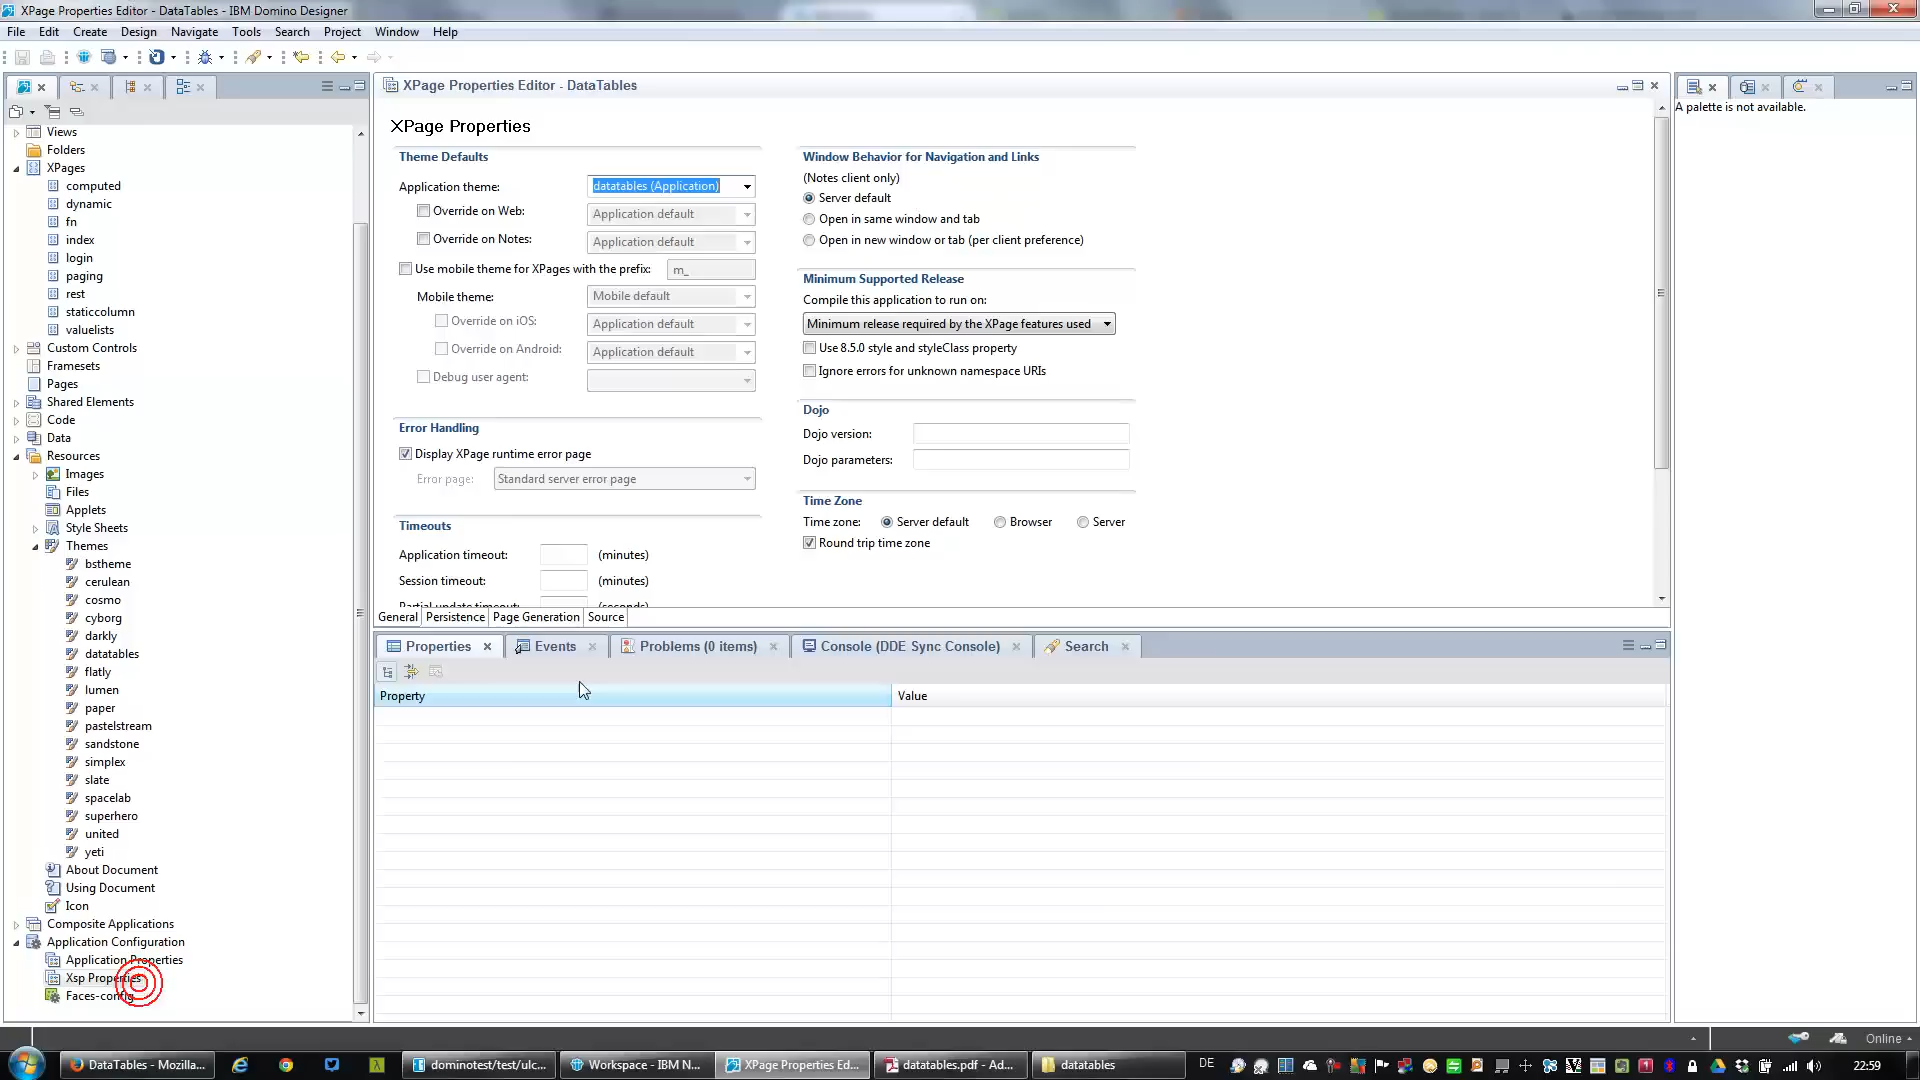 XPage Properties Editor - DataTables - IBM Domino Designer
File Edit Create Design Navigate Tools Search Project Window Help
XPage Properties Editor - DataTables
A palette is not available.
Views
Folders
XPages
computed
dynamic
fn
index
login
paging
rest
staticcolumn
valuelists
Custom Controls
Framesets
Pages
Shared Elements
Code
Data
Resources
Images
Files
Applets
Style Sheets
Themes
bstheme
cerulean
cosmo
cyborg
darkly
datatables
flatly
lumen
paper
pastelstream
sandstone
simplex
slate
spacelab
superhero
united
yeti
About Document
Using Document
Icon
Composite Applications
Application Configuration
Application Properties
Xsp Properties
Faces-config
XPage Properties
Theme Defaults
Application theme: datatables (Application)
Override on Web: Application default
Override on Notes: Application default
Use mobile theme for XPages with the prefix: m_
Mobile theme: Mobile default
Override on iOS: Application default
Override on Android: Application default
Debug user agent:
Error Handling
Display XPage runtime error page
Error page: Standard server error page
Timeouts
Application timeout: (minutes)
Session timeout: (minutes)
Partial update timeout: (seconds)
Window Behavior for Navigation and Links
(Notes client only)
Server default
Open in same window and tab
Open in new window or tab (per client preference)
Minimum Supported Release
Compile this application to run on:
Minimum release required by the XPage features used
Use 8.5.0 style and styleClass property
Ignore errors for unknown namespace URIs
Dojo
Dojo version:
Dojo parameters:
Time Zone
Time zone: Server default Browser Server
Round trip time zone
General Persistence Page Generation Source
Properties Events Problems (0 items) Console (DDE Sync Console) Search
Property Value
Online
DataTables - Mozilla... dominotest/test/ulc... Workspace - IBM N... XPage Properties Ed... datatables.pdf - Ad... datatables DE 22:59